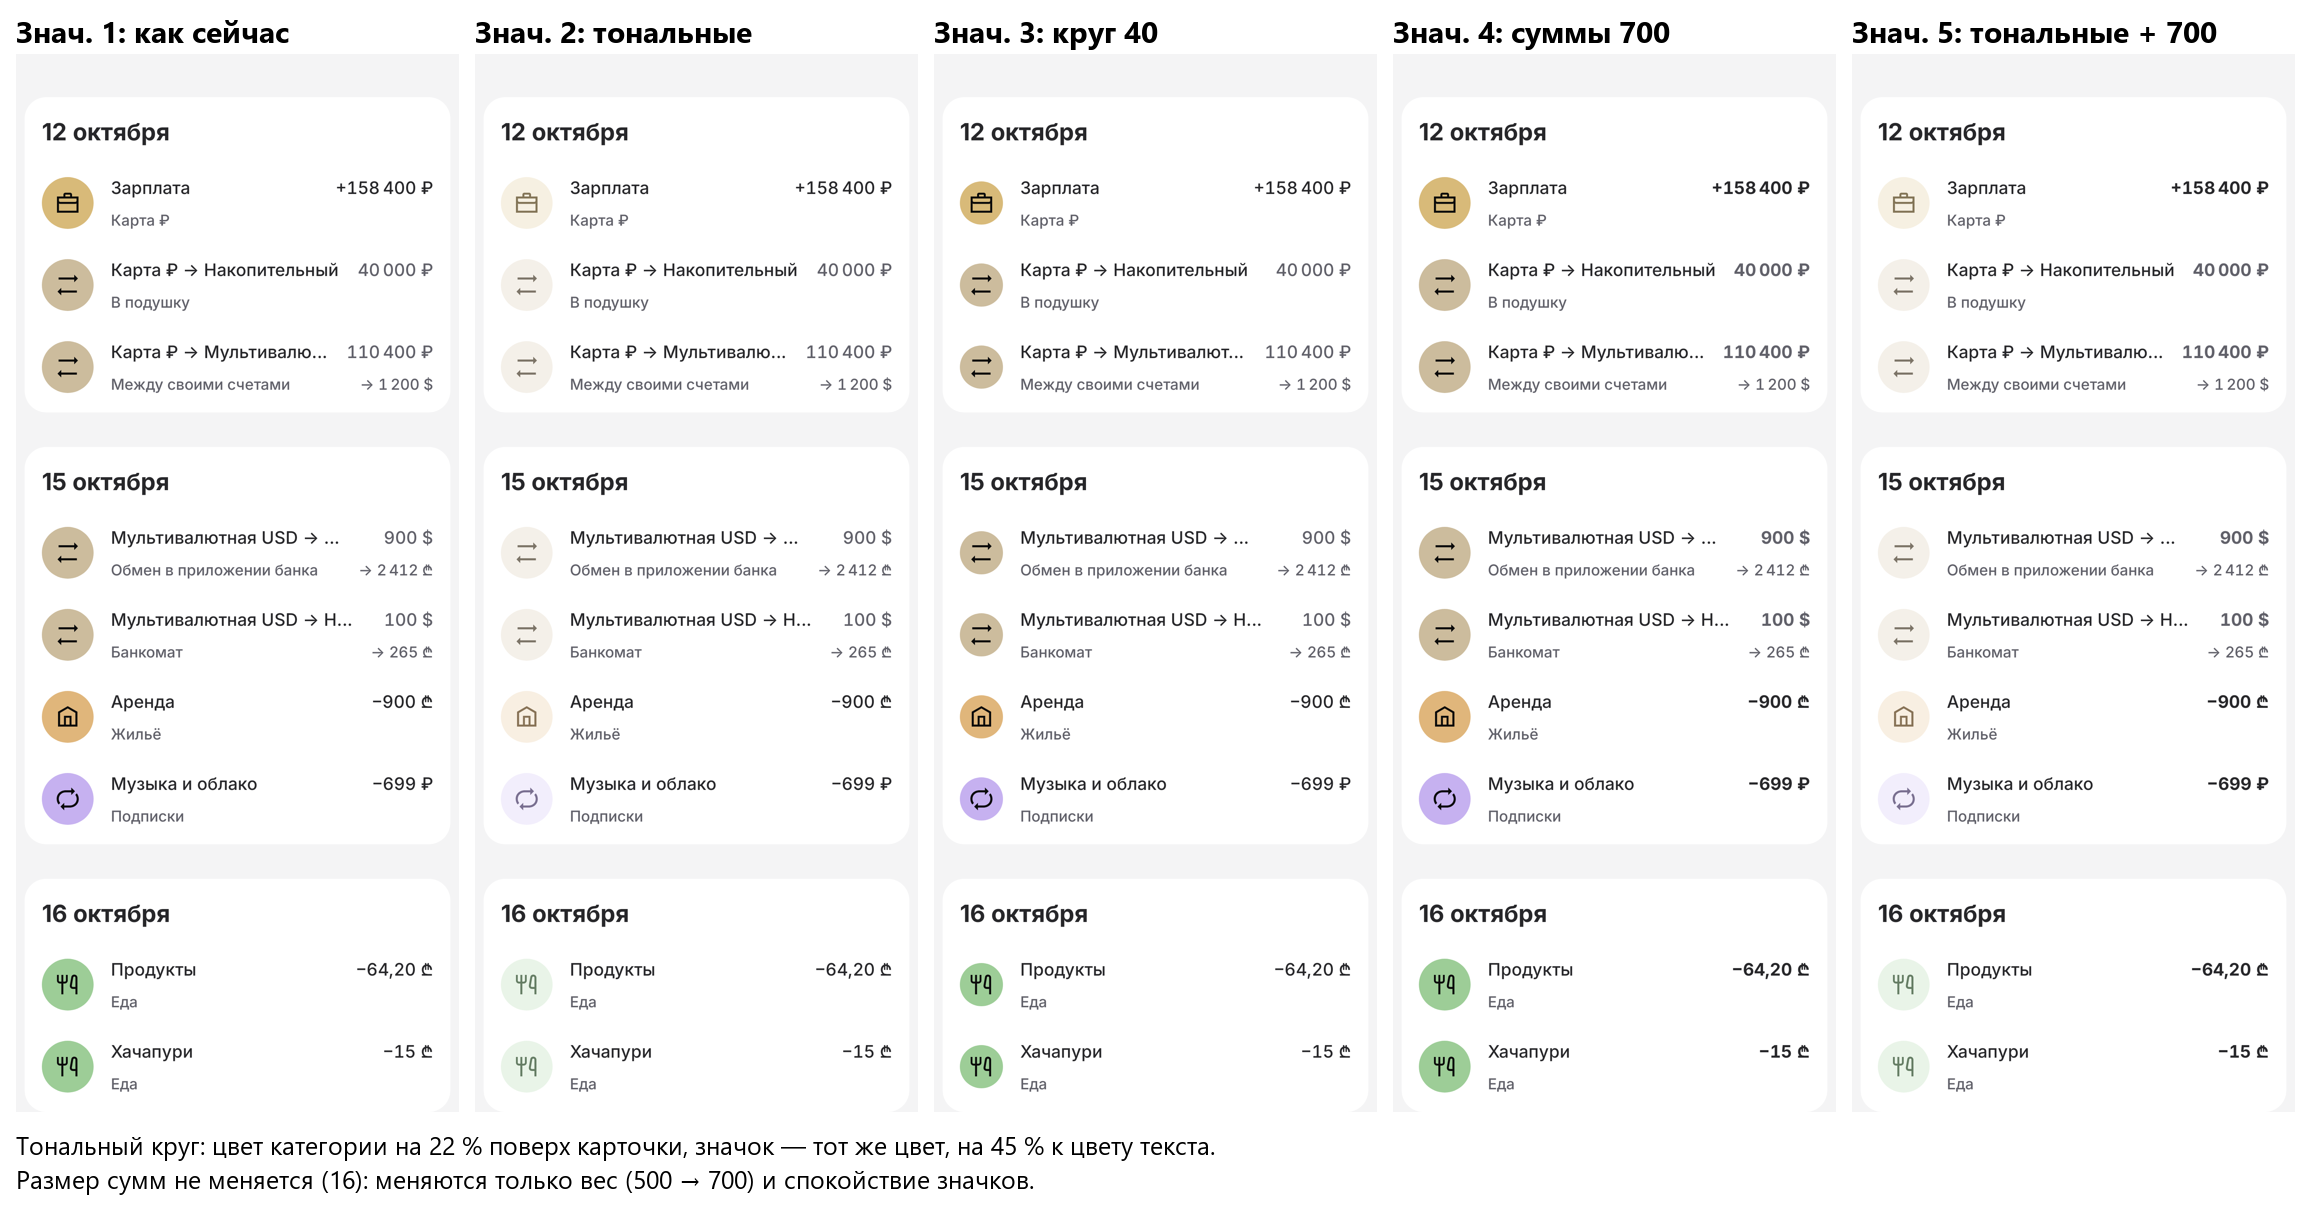 Знач. 1: как сейчас
12 октября
Зарплата +158 400 ₽
Карта ₽
Карта ₽ → Накопительный 40 000 ₽
В подушку
Карта ₽ → Мультивалю... 110 400 ₽
Между своими счетами → 1 200 $
15 октября
Мультивалютная USD → ... 900 $
Обмен в приложении банка → 2 412 ₾
Мультивалютная USD → Н... 100 $
Банкомат → 265 ₾
Аренда −900 ₾
Жильё
Музыка и облако −699 ₽
Подписки
16 октября
Продукты −64,20 ₾
Еда
Хачапури −15 ₾
Еда
Знач. 2: тональные
12 октября
Зарплата +158 400 ₽
Карта ₽
Карта ₽ → Накопительный 40 000 ₽
В подушку
Карта ₽ → Мультивалю... 110 400 ₽
Между своими счетами → 1 200 $
15 октября
Мультивалютная USD → ... 900 $
Обмен в приложении банка → 2 412 ₾
Мультивалютная USD → Н... 100 $
Банкомат → 265 ₾
Аренда −900 ₾
Жильё
Музыка и облако −699 ₽
Подписки
16 октября
Продукты −64,20 ₾
Еда
Хачапури −15 ₾
Еда
Знач. 3: круг 40
12 октября
Зарплата +158 400 ₽
Карта ₽
Карта ₽ → Накопительный 40 000 ₽
В подушку
Карта ₽ → Мультивалют... 110 400 ₽
Между своими счетами → 1 200 $
15 октября
Мультивалютная USD → ... 900 $
Обмен в приложении банка → 2 412 ₾
Мультивалютная USD → Н... 100 $
Банкомат → 265 ₾
Аренда −900 ₾
Жильё
Музыка и облако −699 ₽
Подписки
16 октября
Продукты −64,20 ₾
Еда
Хачапури −15 ₾
Еда
Знач. 4: суммы 700
12 октября
Зарплата +158 400 ₽
Карта ₽
Карта ₽ → Накопительный 40 000 ₽
В подушку
Карта ₽ → Мультивалю... 110 400 ₽
Между своими счетами → 1 200 $
15 октября
Мультивалютная USD → ... 900 $
Обмен в приложении банка → 2 412 ₾
Мультивалютная USD → Н... 100 $
Банкомат → 265 ₾
Аренда −900 ₾
Жильё
Музыка и облако −699 ₽
Подписки
16 октября
Продукты −64,20 ₾
Еда
Хачапури −15 ₾
Еда
Знач. 5: тональные + 700
12 октября
Зарплата +158 400 ₽
Карта ₽
Карта ₽ → Накопительный 40 000 ₽
В подушку
Карта ₽ → Мультивалю... 110 400 ₽
Между своими счетами → 1 200 $
15 октября
Мультивалютная USD → ... 900 $
Обмен в приложении банка → 2 412 ₾
Мультивалютная USD → Н... 100 $
Банкомат → 265 ₾
Аренда −900 ₾
Жильё
Музыка и облако −699 ₽
Подписки
16 октября
Продукты −64,20 ₾
Еда
Хачапури −15 ₾
Еда
Тональный круг: цвет категории на 22 % поверх карточки, значок — тот же цвет, на 45 % к цвету текста.
Размер сумм не меняется (16): меняются только вес (500 → 700) и спокойствие значков.